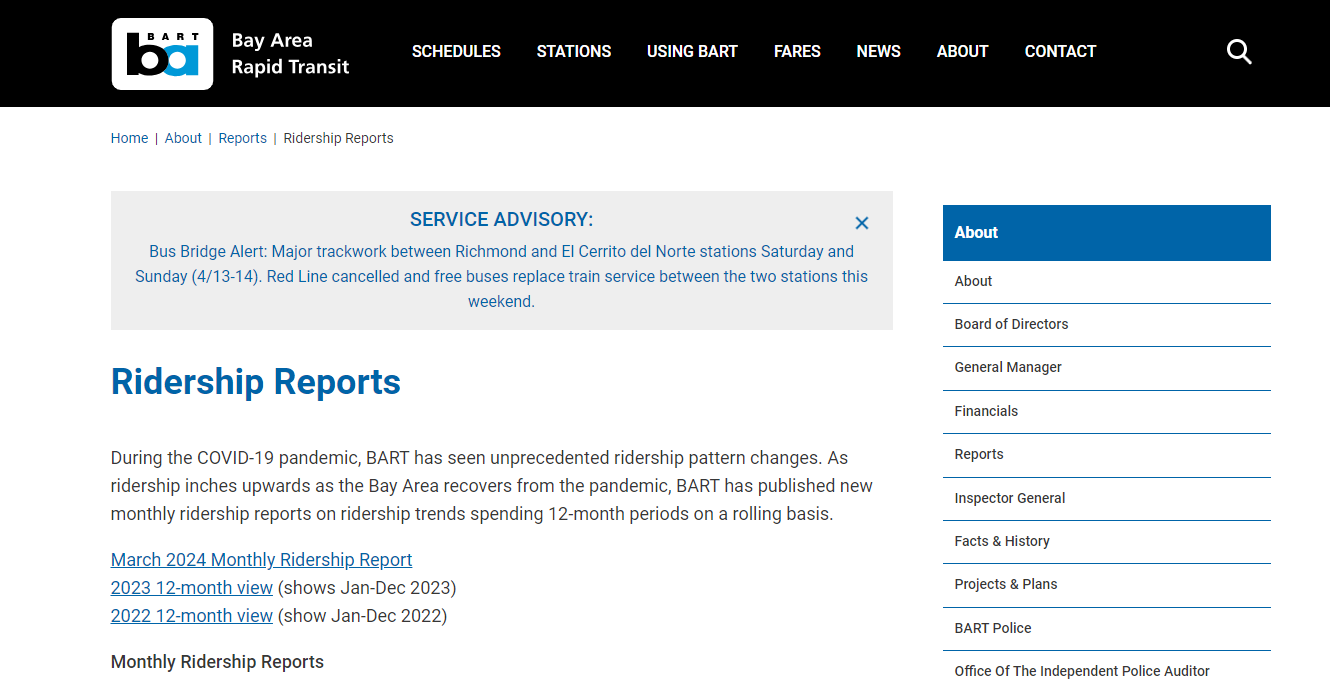 BART
ba
Bay Area
Rapid Transit
SCHEDULES STATIONS USING BART FARES NEWS ABOUT CONTACT
Home | About | Reports | Ridership Reports
SERVICE ADVISORY:
Bus Bridge Alert: Major trackwork between Richmond and El Cerrito del Norte stations Saturday and
Sunday (4/13-14). Red Line cancelled and free buses replace train service between the two stations this
weekend.
Ridership Reports
During the COVID-19 pandemic, BART has seen unprecedented ridership pattern changes. As
ridership inches upwards as the Bay Area recovers from the pandemic, BART has published new
monthly ridership reports on ridership trends spending 12-month periods on a rolling basis.
March 2024 Monthly Ridership Report
2023 12-month view (shows Jan-Dec 2023)
2022 12-month view (show Jan-Dec 2022)
Monthly Ridership Reports
About
About
Board of Directors
General Manager
Financials
Reports
Inspector General
Facts & History
Projects & Plans
BART Police
Office Of The Independent Police Auditor